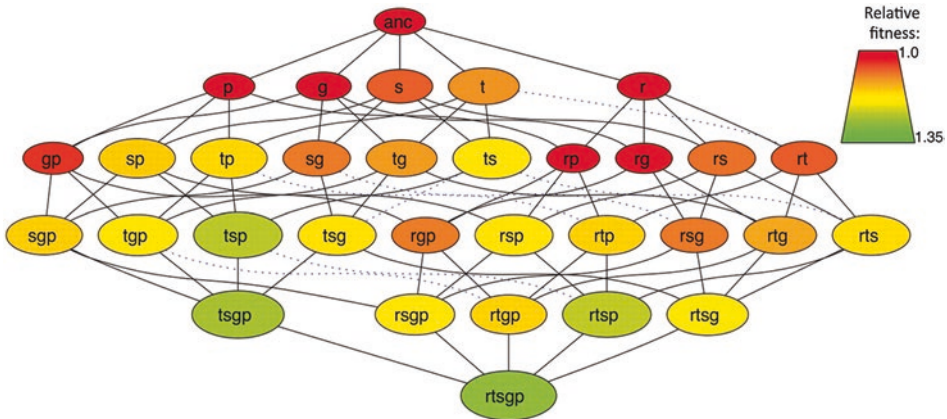 anc
Relative
fitness:
1.0
1.35
p g s t r
gp sp tp sg tg ts rp rg rs rt
sgp tgp tsp tsg rgp rsp rtp rsg rtg rts
tsgp rsgp rtgp rtsp rtsg
rtsgp